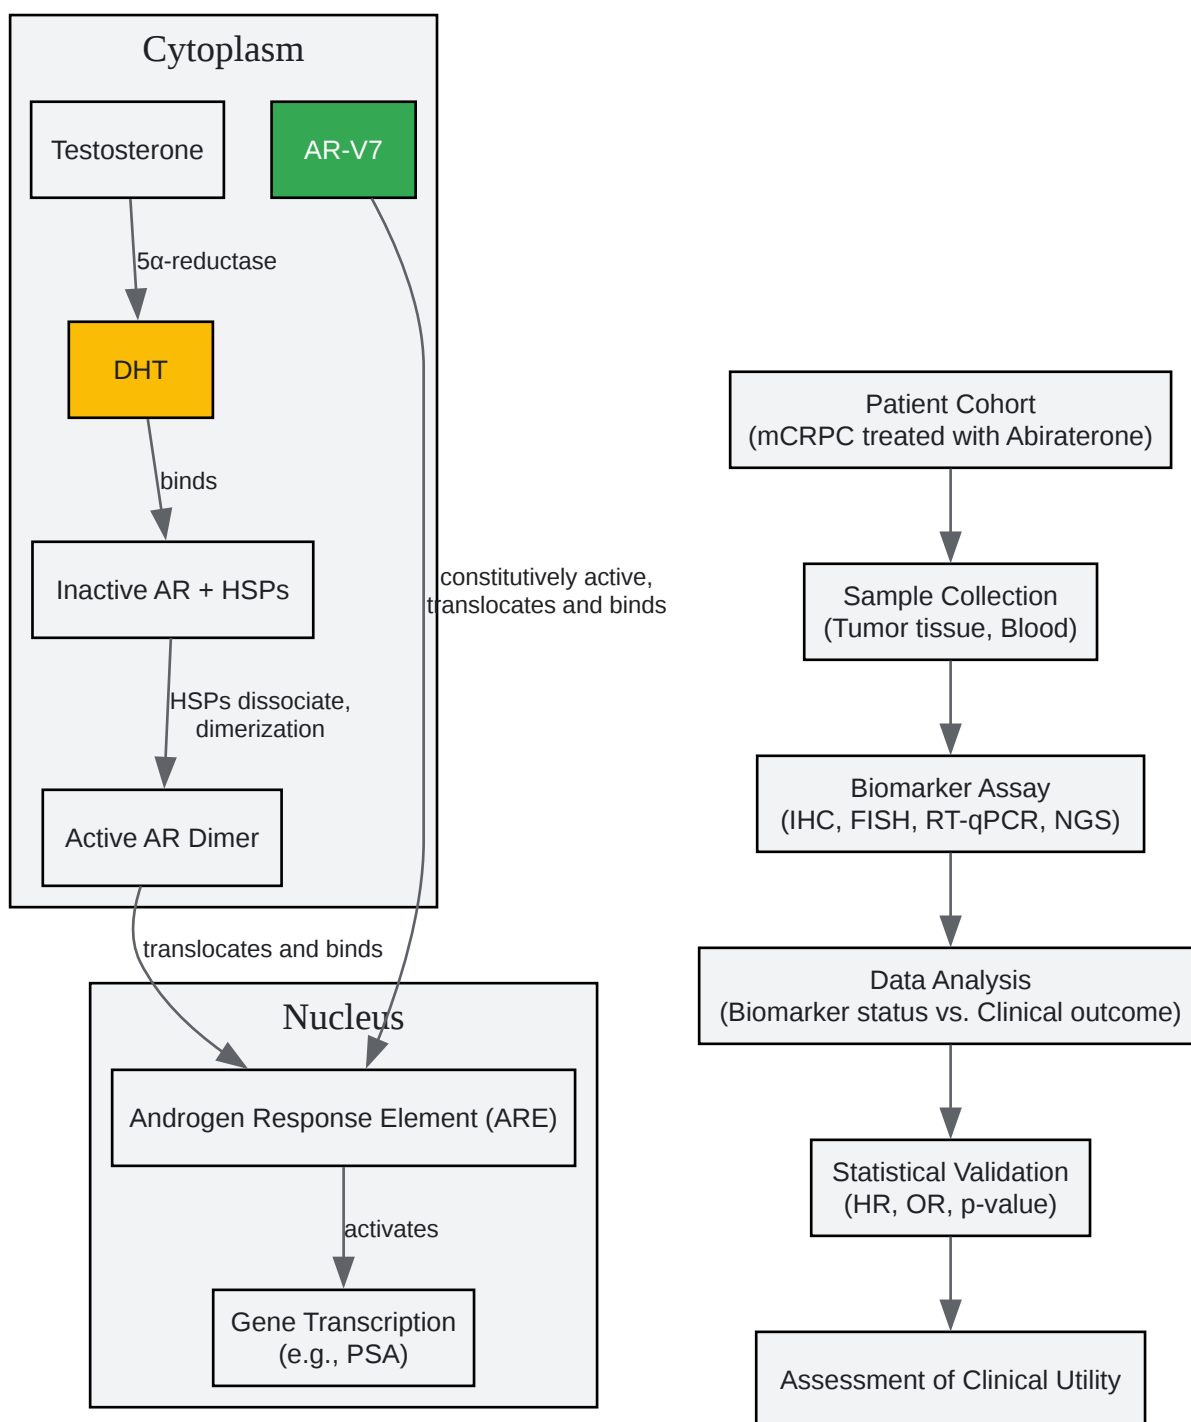 Cytoplasm
Testosterone
AR-V7
5α-reductase
DHT
binds
Inactive AR + HSPs
constitutively active,
translocates and binds
HSPs dissociate,
dimerization
Active AR Dimer
translocates and binds
Nucleus
Androgen Response Element (ARE)
activates
Gene Transcription
(e.g., PSA)
Patient Cohort
(mCRPC treated with Abiraterone)
Sample Collection
(Tumor tissue, Blood)
Biomarker Assay
(IHC, FISH, RT-qPCR, NGS)
Data Analysis
(Biomarker status vs. Clinical outcome)
Statistical Validation
(HR, OR, p-value)
Assessment of Clinical Utility